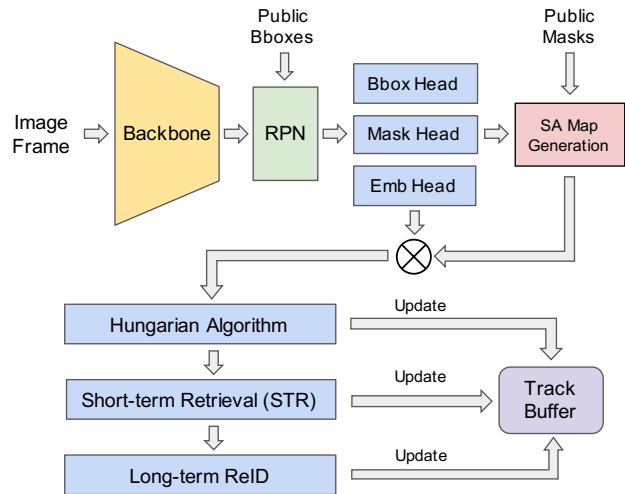 Public
Bboxes
Public
Masks
Image
Frame
Backbone
RPN
Bbox Head
Mask Head
Emb Head
SA Map
Generation
Hungarian Algorithm
Update
Short-term Retrieval (STR)
Update
Track
Buffer
Long-term ReID
Update